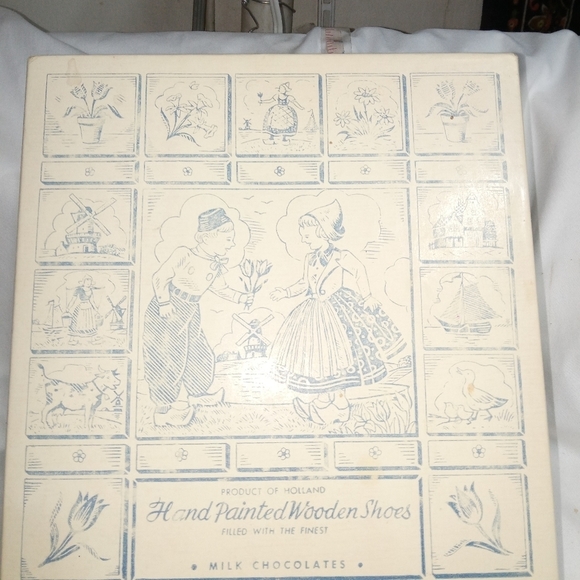 PRODUCT OF HOLLAND
Hand Painted Wooden Shoes
FILLED WITH THE FINEST
• MILK CHOCOLATES •